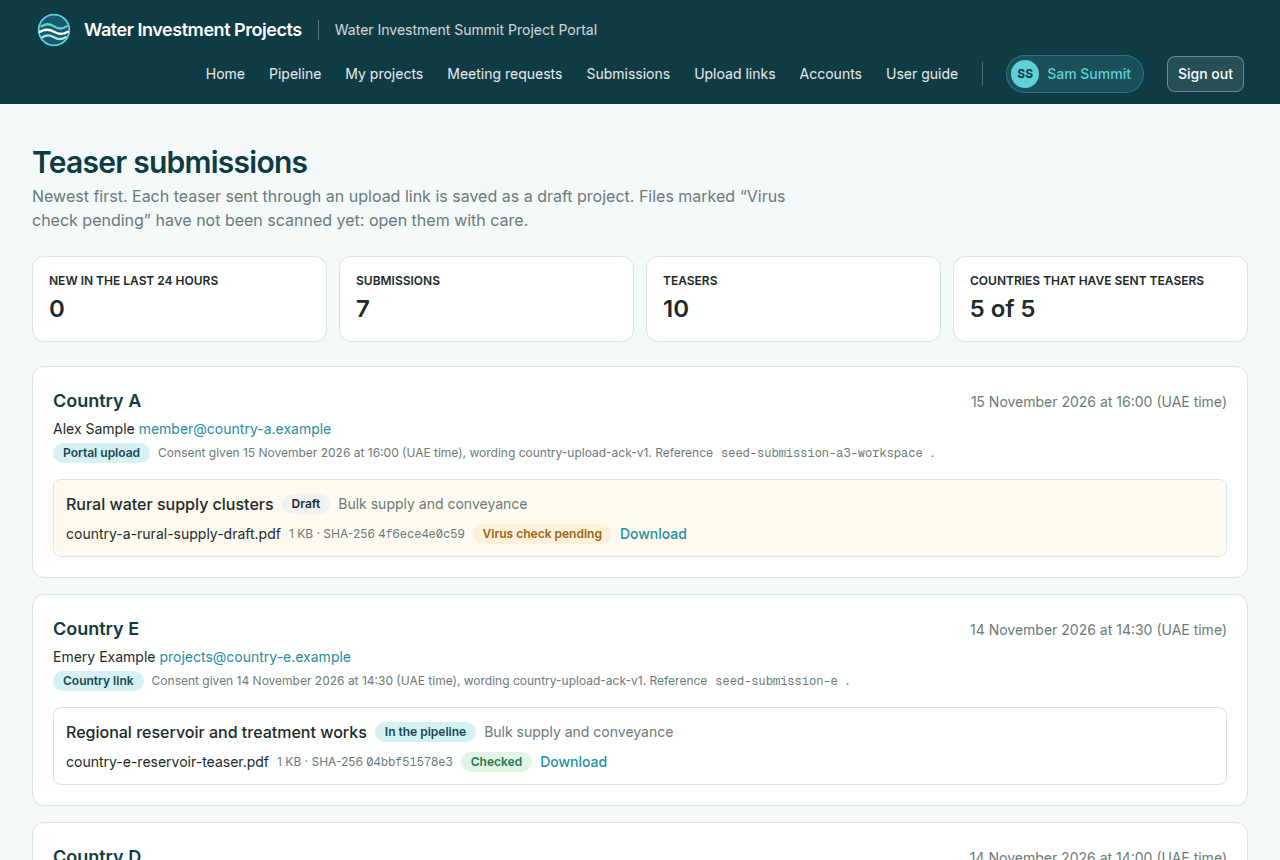 Water Investment Projects
Water Investment Summit Project Portal
Home
Pipeline
My projects
Meeting requests
Submissions
Upload links
Accounts
User guide
SS
Sam Summit
Sign out
Teaser submissions
Newest first. Each teaser sent through an upload link is saved as a draft project. Files marked “Virus
check pending” have not been scanned yet: open them with care.
NEW IN THE LAST 24 HOURS
0
SUBMISSIONS
7
TEASERS
10
COUNTRIES THAT HAVE SENT TEASERS
5 of 5
Country A
15 November 2026 at 16:00 (UAE time)
Alex Sample member@country-a.example
Portal upload Consent given 15 November 2026 at 16:00 (UAE time), wording country-upload-ack-v1. Reference seed-submission-a3-workspace .
Rural water supply clusters Draft Bulk supply and conveyance
country-a-rural-supply-draft.pdf 1 KB · SHA-256 4f6ece4e0c59 Virus check pending Download
Country E
14 November 2026 at 14:30 (UAE time)
Emery Example projects@country-e.example
Country link Consent given 14 November 2026 at 14:30 (UAE time), wording country-upload-ack-v1. Reference seed-submission-e .
Regional reservoir and treatment works In the pipeline Bulk supply and conveyance
country-e-reservoir-teaser.pdf 1 KB · SHA-256 04bbf51578e3 Checked Download
Country D
14 November 2026 at 14:00 (UAE time)